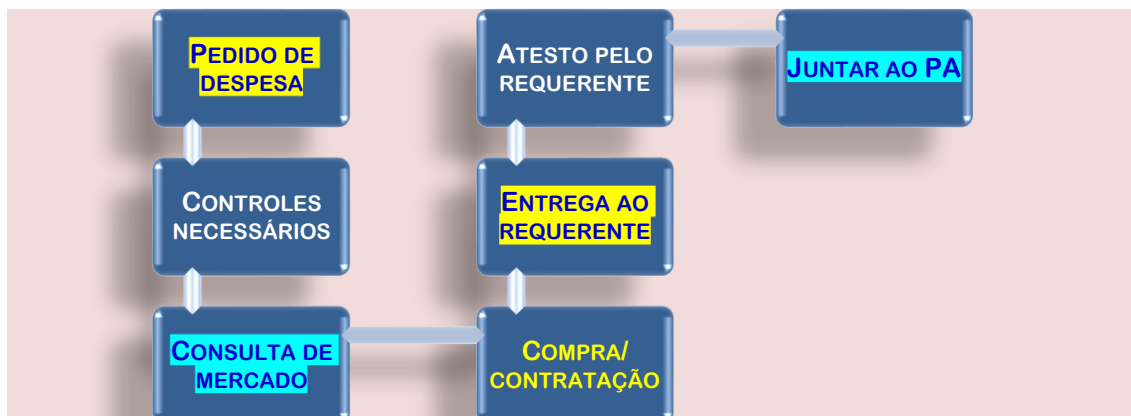 PEDIDO DE
DESPESA
CONTROLES
NECESSÁRIOS
CONSULTA DE
MERCADO
COMPRA/
CONTRATAÇÃO
ENTREGA AO
REQUERENTE
ATESTO PELO
REQUERENTE
JUNTAR AO PA